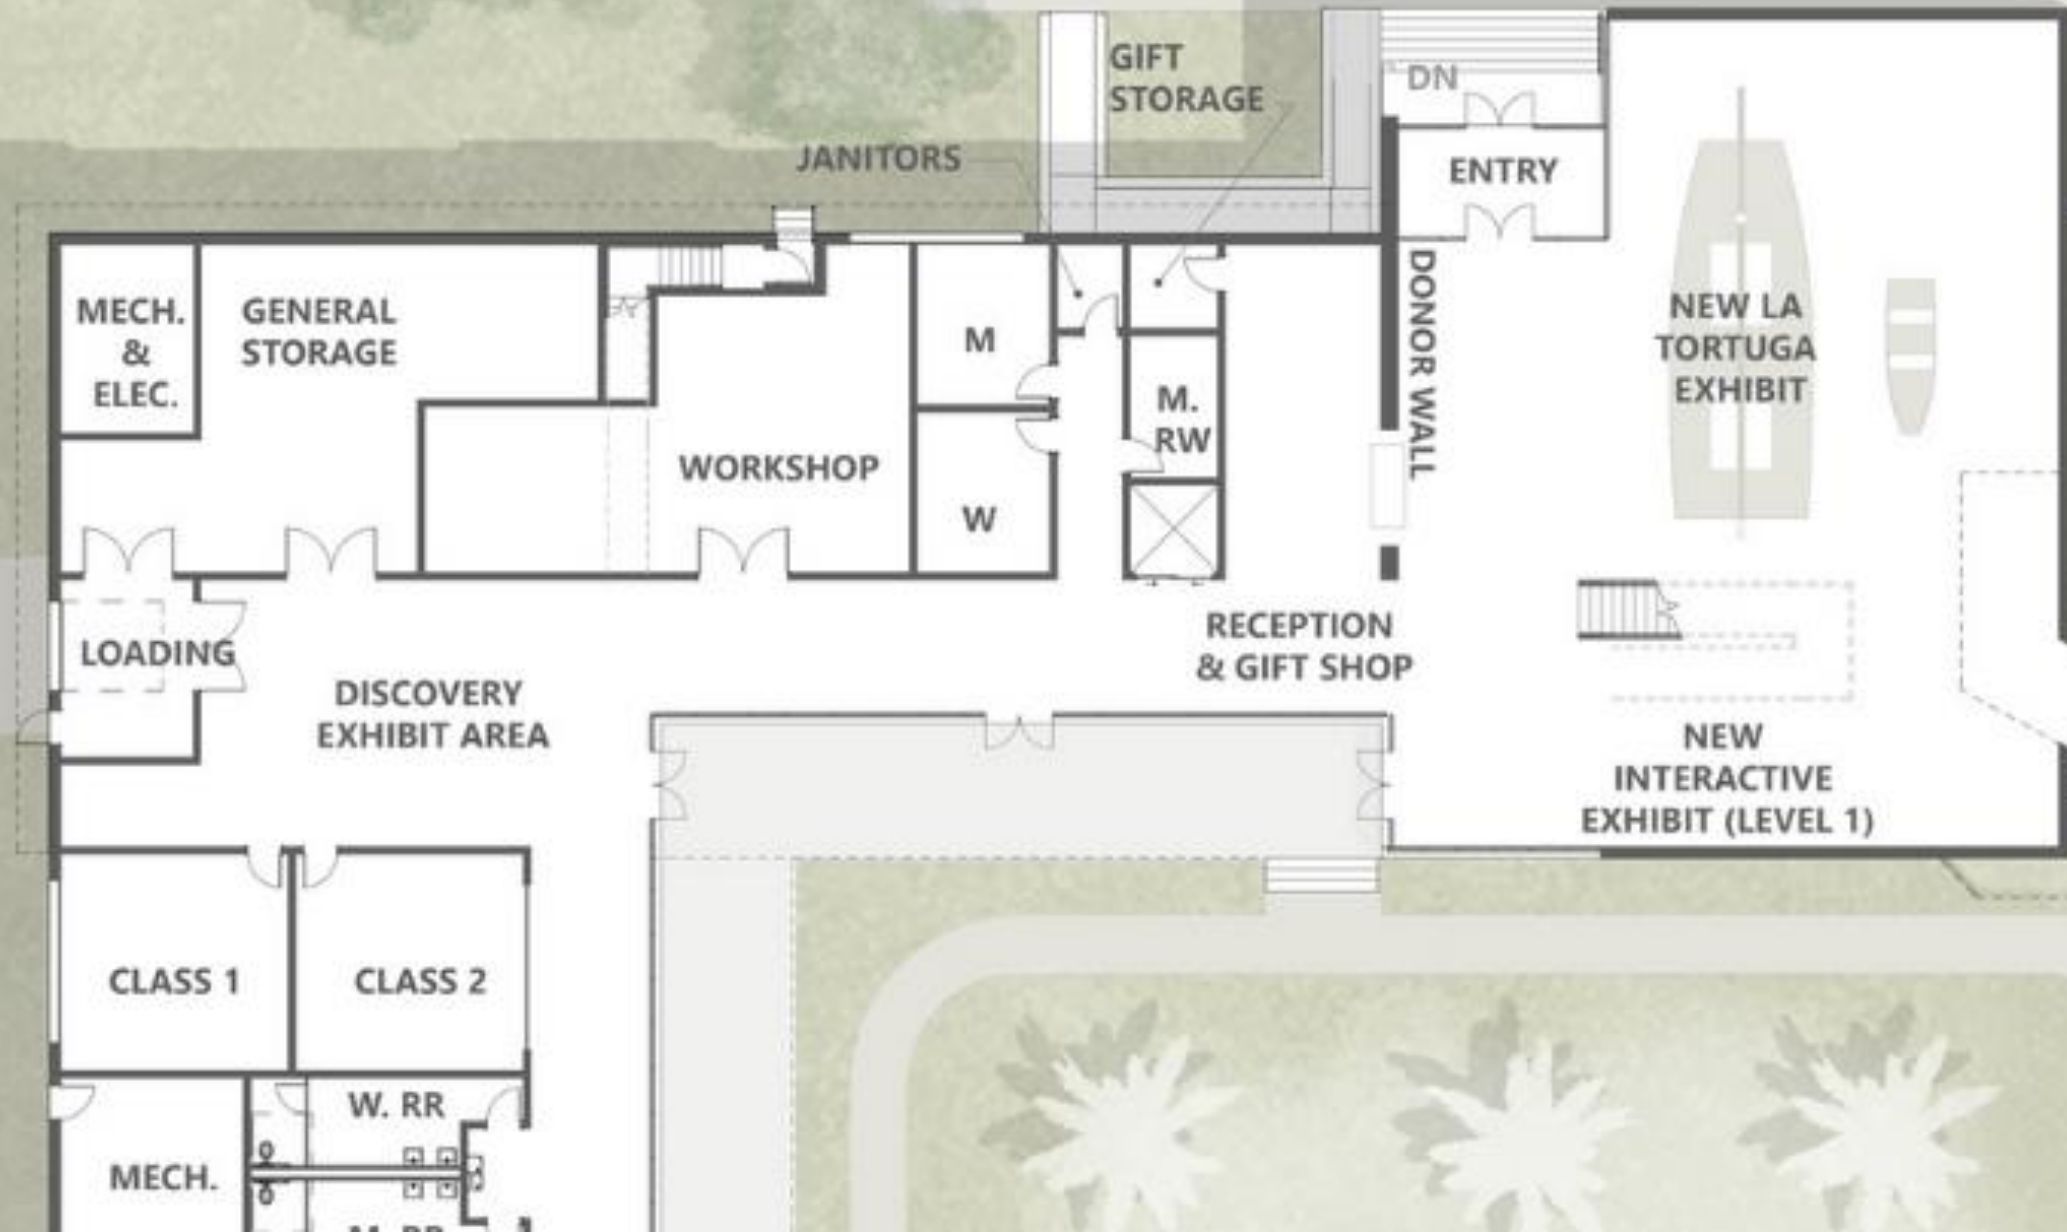 GIFT
STORAGE
DN
JANITORS
ENTRY
MECH.
&
ELEC.
GENERAL
STORAGE
M
M.
RW
DONOR WALL
NEW LA
TORTUGA
EXHIBIT
WORKSHOP
W
LOADING
DISCOVERY
EXHIBIT AREA
RECEPTION
& GIFT SHOP
NEW
INTERACTIVE
EXHIBIT (LEVEL 1)
CLASS 1
CLASS 2
W. RR
MECH.